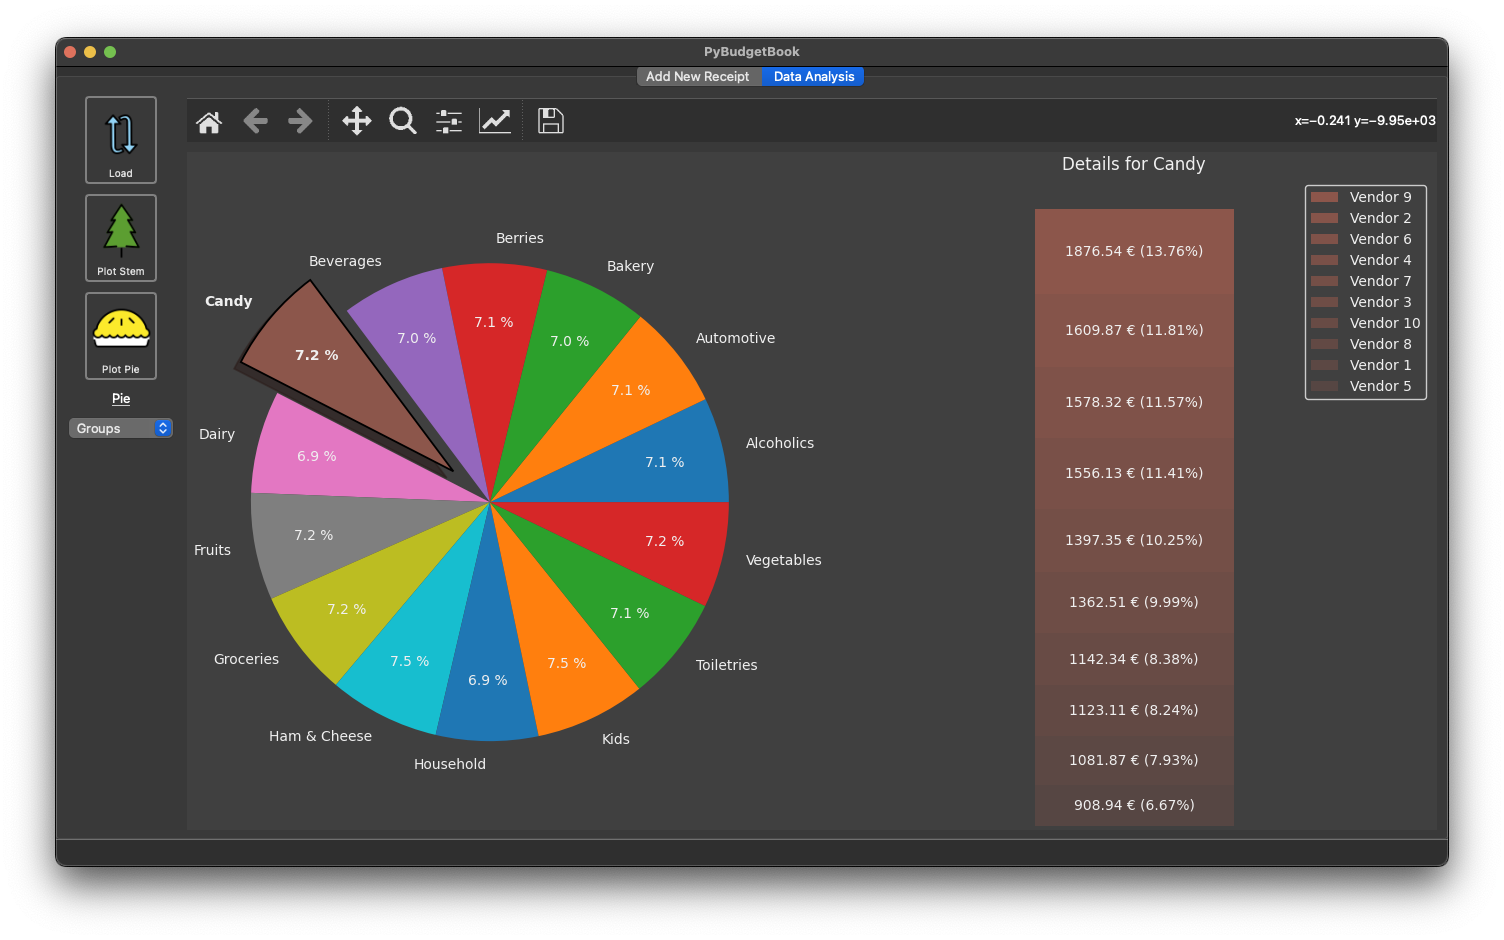 PyBudgetBook
Add New Receipt
Data Analysis
x=−0.241 y=−9.95e+03
Load
Plot Stem
Plot Pie
Pie
Groups
Berries
Beverages
Bakery
Candy
Automotive
Dairy
Alcoholics
Fruits
Vegetables
Groceries
Toiletries
Ham & Cheese
Kids
Household
7.1 %
7.0 %
7.0 %
7.2 %
7.1 %
6.9 %
7.1 %
7.2 %
7.2 %
7.2 %
7.1 %
7.5 %
7.5 %
6.9 %
Details for Candy
1876.54 € (13.76%)
1609.87 € (11.81%)
1578.32 € (11.57%)
1556.13 € (11.41%)
1397.35 € (10.25%)
1362.51 € (9.99%)
1142.34 € (8.38%)
1123.11 € (8.24%)
1081.87 € (7.93%)
908.94 € (6.67%)
Vendor 9
Vendor 2
Vendor 6
Vendor 4
Vendor 7
Vendor 3
Vendor 10
Vendor 8
Vendor 1
Vendor 5